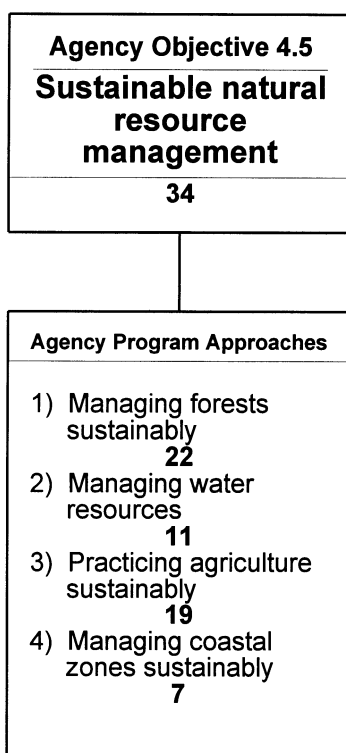 Agency Objective 4.5
Sustainable natural
resource
management
34
Agency Program Approaches
1) Managing forests
sustainably
22
2) Managing water
resources
11
3) Practicing agriculture
sustainably
19
4) Managing coastal
zones sustainably
7